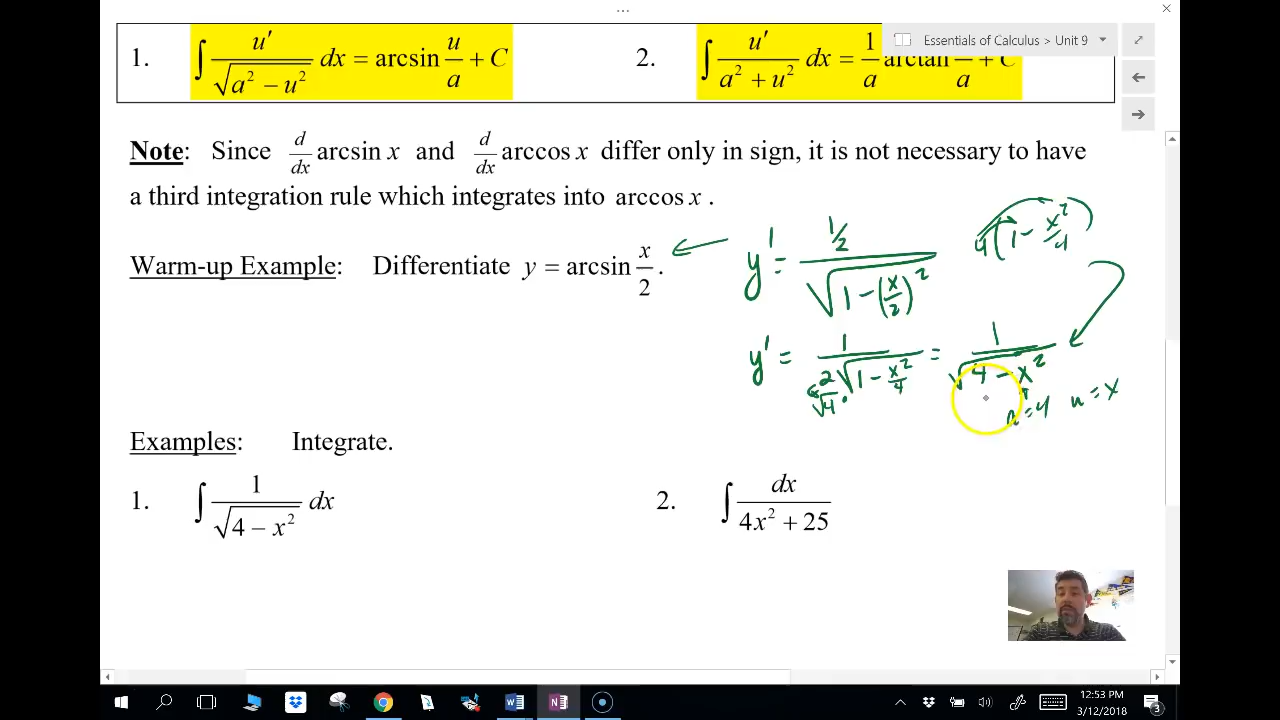 Essentials of Calculus > Unit 9
1. ∫ u′/√(a² − u²) dx = arcsin u/a + C
2. ∫ u′/(a² + u²) dx = 1/a arctan /a + C
Note: Since d/dx arcsin x and d/dx arccos x differ only in sign, it is not necessary to have
a third integration rule which integrates into arccos x .
Warm-up Example: Differentiate y = arcsin x/2 .
y' = ½/√(1 − (x/2)²)
4(1 − x²/4)
y' = 1/(2√(1 − x²/4)) = 1/√(4 − x²)
√4 ·
=4 u = x
Examples: Integrate.
1. ∫ 1/√(4 − x²) dx
2. ∫ dx/(4x² + 25)
12:53 PM
3/12/2018
3